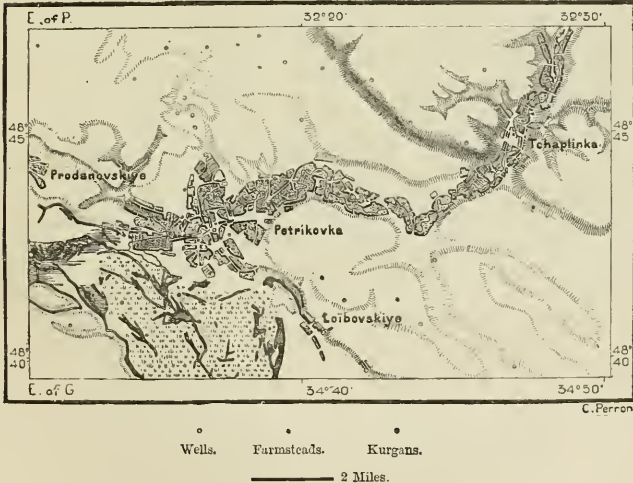 E. of P. 32°20' 32°30'
48° 45' 48° 45'
Tchaplinka
Prodanovskiye
Petrikovka
Loïbovskiye
48° 40' 48° 40'
E. of G 34°40' 34°50'
C. Perron
Wells. Farmsteads. Kurgans.
2 Miles.